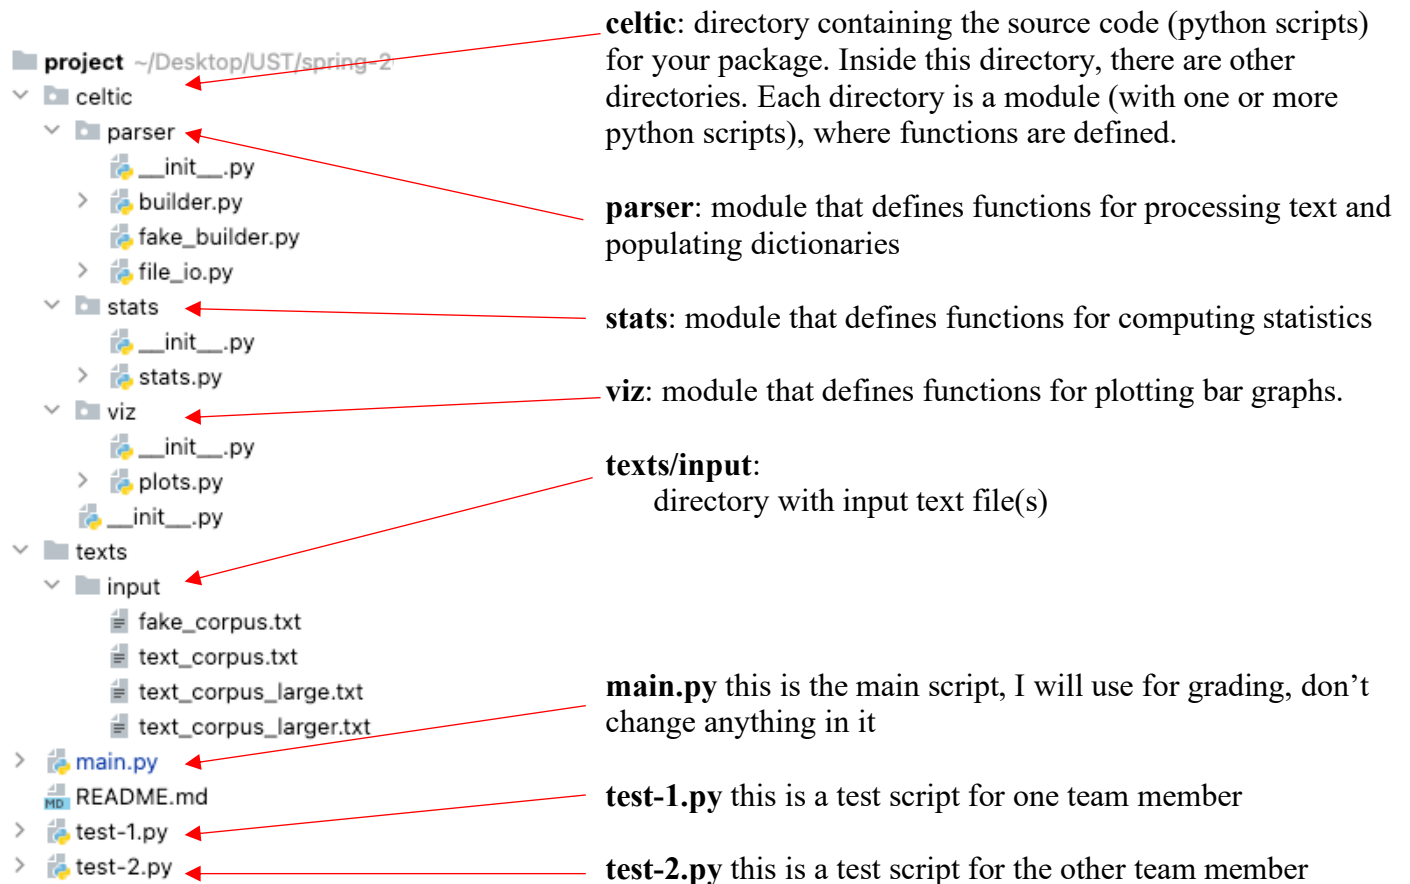 project ~/Desktop/UST/spring-2
celtic
parser
__init__.py
builder.py
fake_builder.py
file_io.py
stats
__init__.py
stats.py
viz
__init__.py
plots.py
__init__.py
texts
input
fake_corpus.txt
text_corpus.txt
text_corpus_large.txt
text_corpus_larger.txt
main.py
MD README.md
test-1.py
test-2.py
celtic: directory containing the source code (python scripts)
for your package. Inside this directory, there are other
directories. Each directory is a module (with one or more
python scripts), where functions are defined.
parser: module that defines functions for processing text and
populating dictionaries
stats: module that defines functions for computing statistics
viz: module that defines functions for plotting bar graphs.
texts/input:
directory with input text file(s)
main.py this is the main script, I will use for grading, don’t
change anything in it
test-1.py this is a test script for one team member
test-2.py this is a test script for the other team member